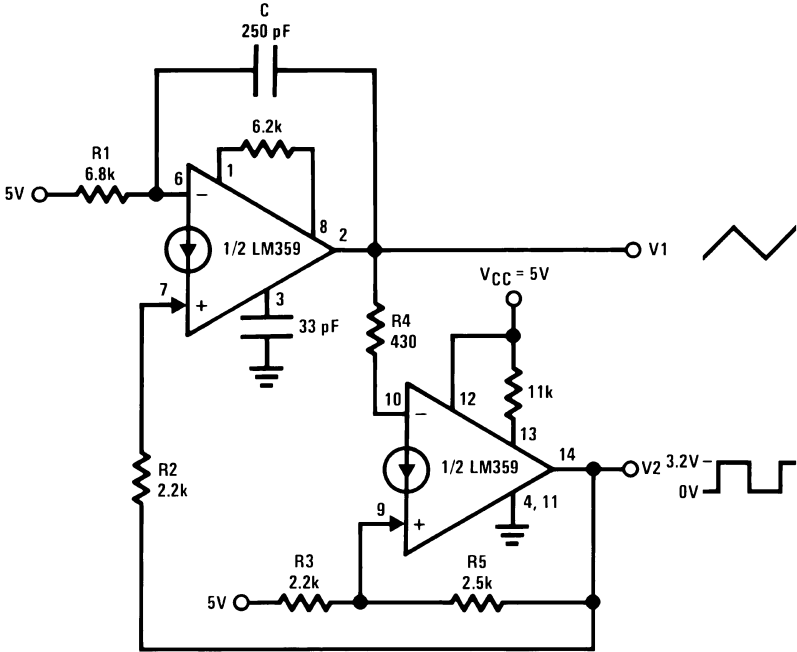 C
250 pF
6.2k
R1
6.8k
5V
6
1
−
8
1/2 LM359
2
V1
7
+
3
33 pF
VCC = 5V
R4
430
10
−
12
11k
13
14
1/2 LM359
V2
3.2V
0V
R2
2.2k
9
+
4, 11
R3
2.2k
R5
2.5k
5V